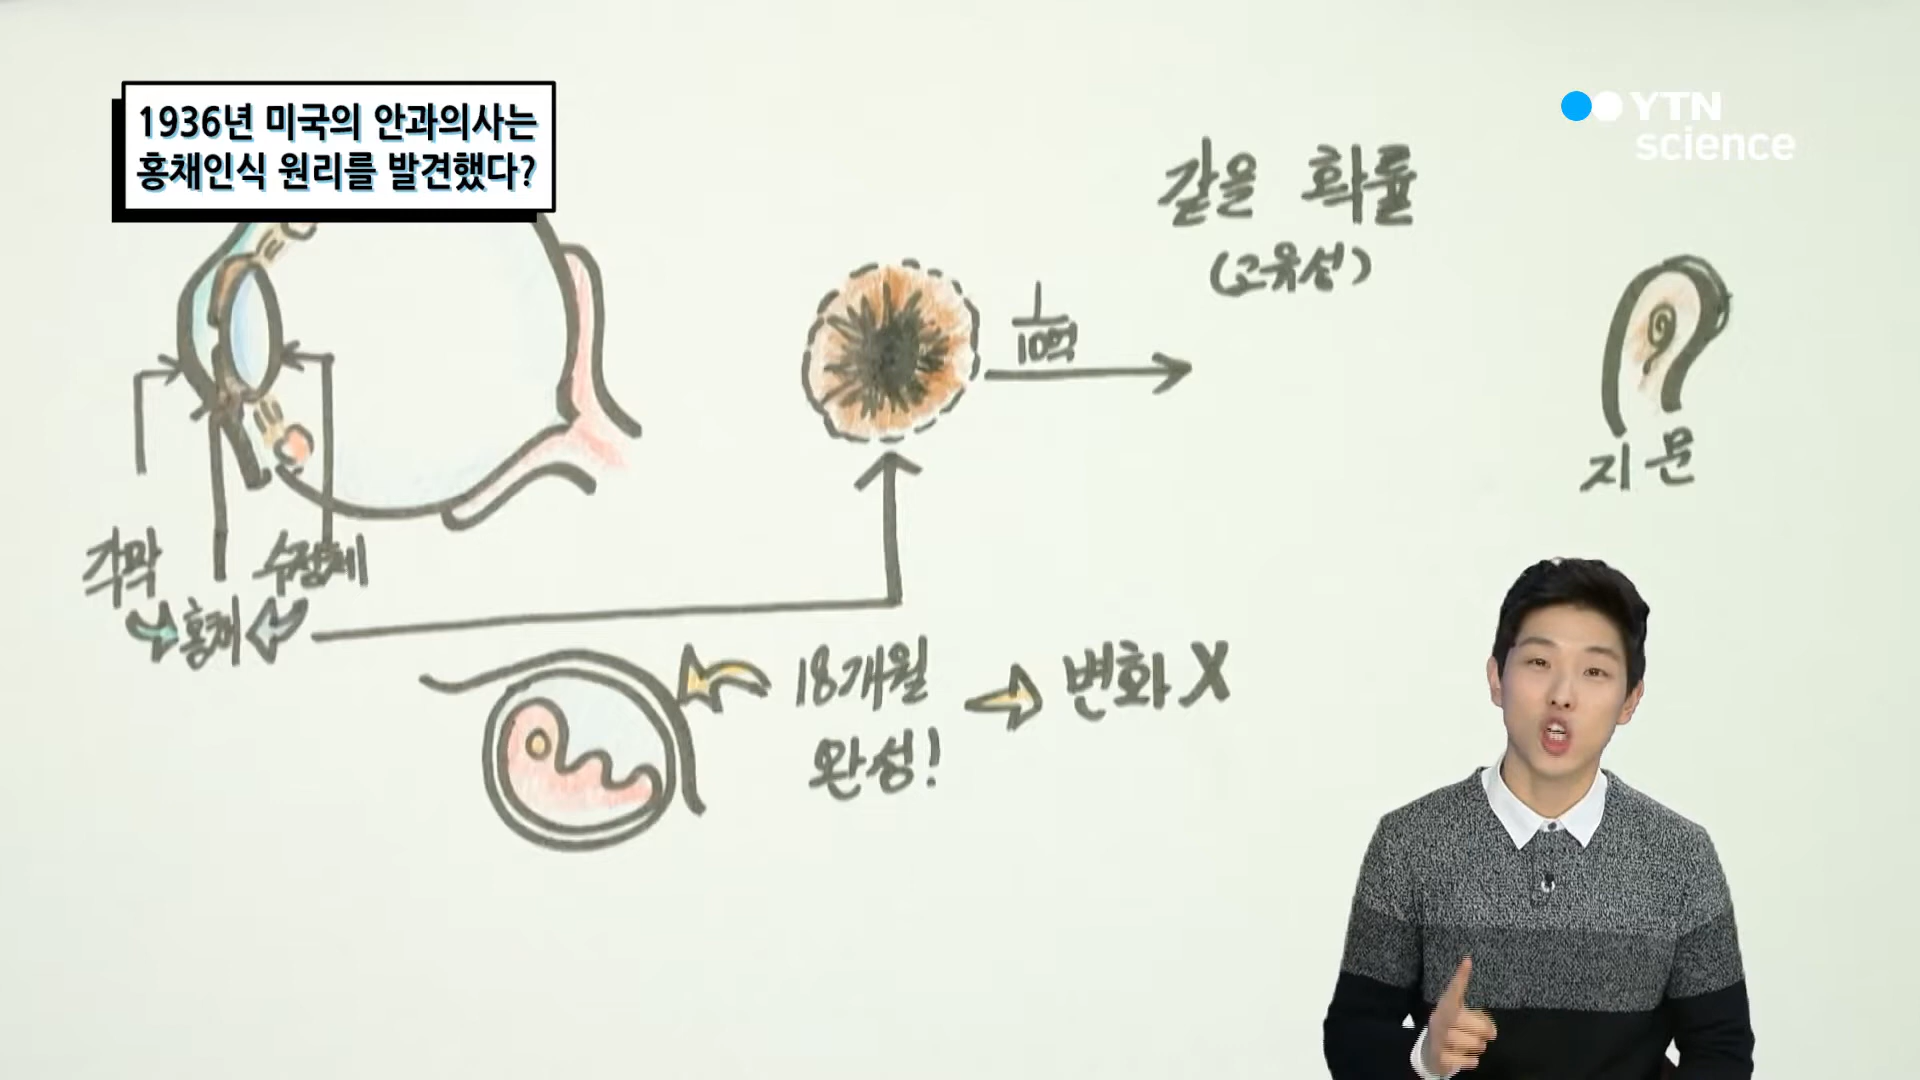 1936년 미국의 안과의사는
홍채인식 원리를 발견했다?
YTN
science
같을 확률
(고유성)
1
10억
지문
각막
수정체
홍채
18개월
완성!
변화 X